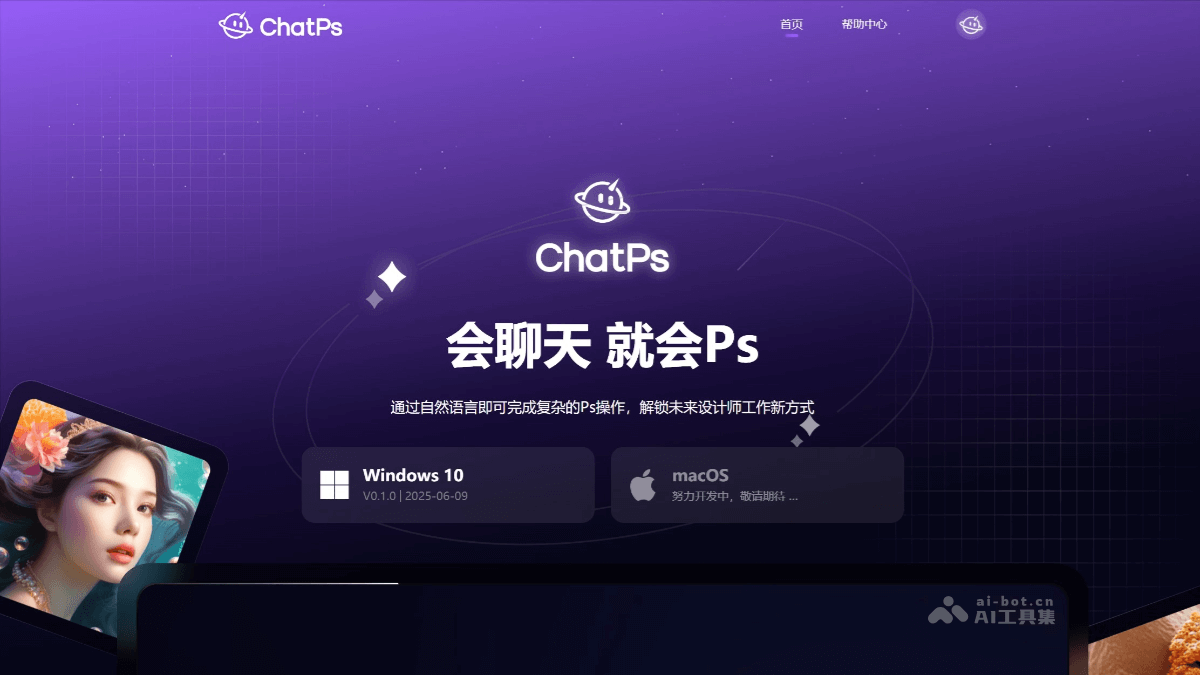 ChatPs
首页
帮助中心
ChatPs
会聊天 就会Ps
通过自然语言即可完成复杂的Ps操作，解锁未来设计师工作新方式
Windows 10
V0.1.0 | 2025-06-09
macOS
努力开发中，敬请期待 ...
ai-bot.cn
AI工具集